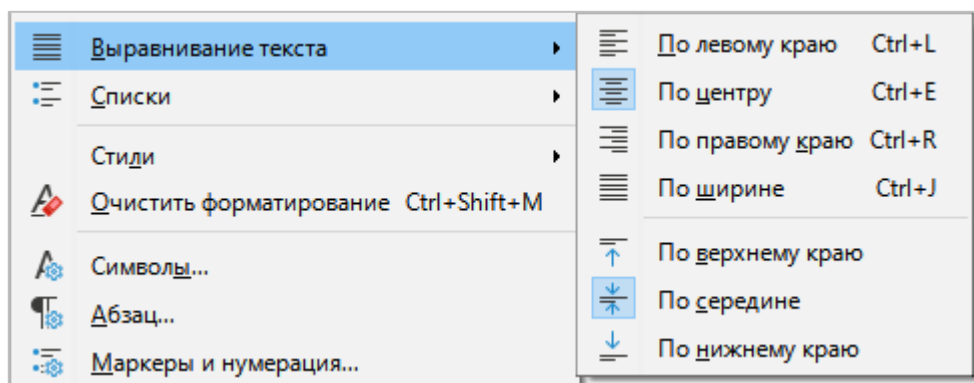 Выравнивание текста
Списки
Стили
Очистить форматирование Ctrl+Shift+M
Символы...
Абзац...
Маркеры и нумерация...
По левому краю Ctrl+L
По центру Ctrl+E
По правому краю Ctrl+R
По ширине Ctrl+J
По верхнему краю
По середине
По нижнему краю